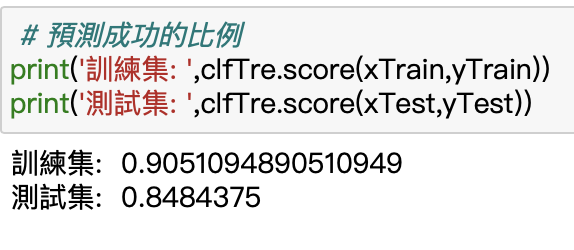 # 預測成功的比例
print('訓練集: ',clfTre.score(xTrain,yTrain))
print('測試集: ',clfTre.score(xTest,yTest))
訓練集: 0.9051094890510949
測試集: 0.8484375